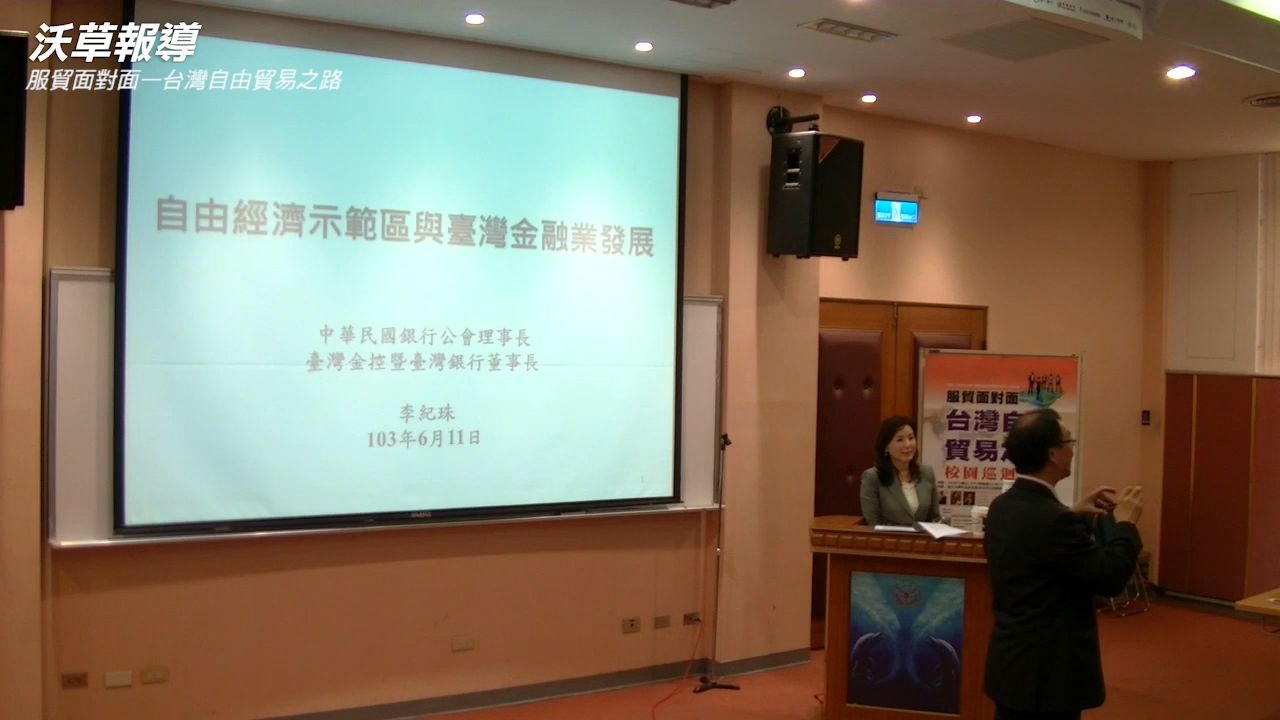 沃草報導
服貿面對面－台灣自由貿易之路
自由經濟示範區與臺灣金融業發展
中華民國銀行公會理事長
臺灣金控暨臺灣銀行董事長
李紀珠
103年6月11日
服貿面對面
台灣自
貿易
校園巡迴